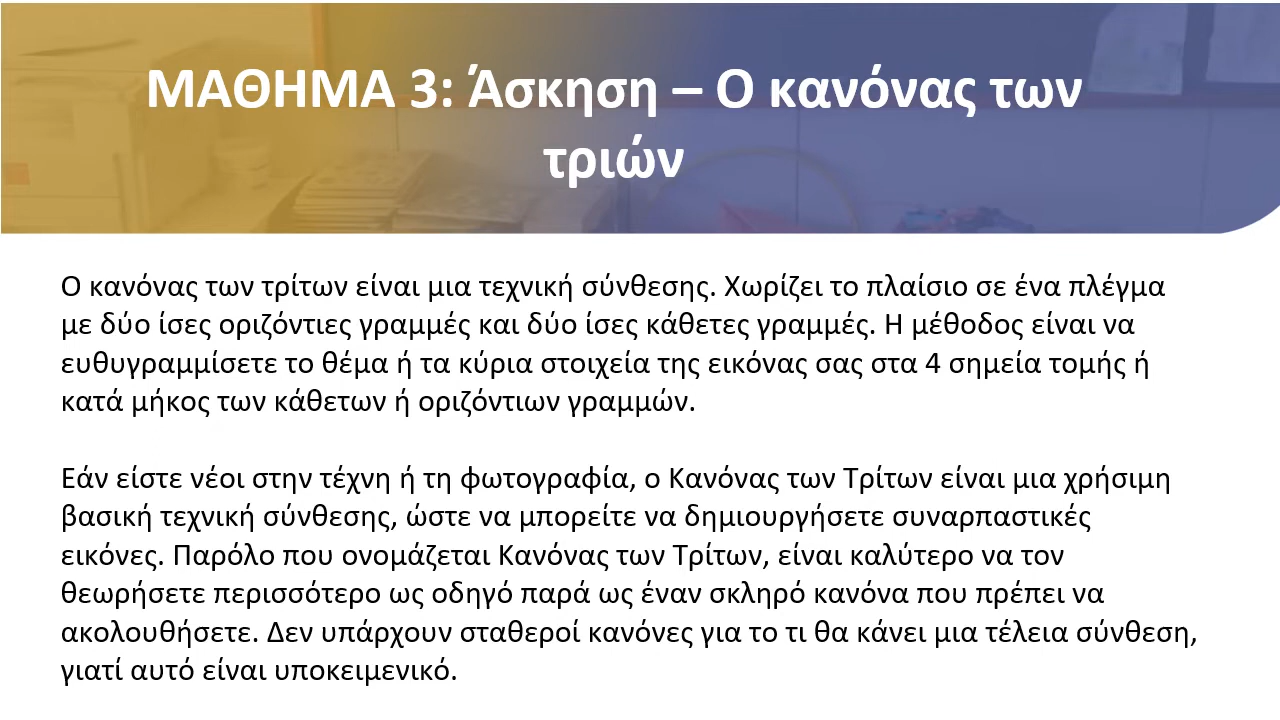 ΜΑΘΗΜΑ 3: Άσκηση – Ο κανόνας των
τριών
Ο κανόνας των τρίτων είναι μια τεχνική σύνθεσης. Χωρίζει το πλαίσιο σε ένα πλέγμα
με δύο ίσες οριζόντιες γραμμές και δύο ίσες κάθετες γραμμές. Η μέθοδος είναι να
ευθυγραμμίσετε το θέμα ή τα κύρια στοιχεία της εικόνας σας στα 4 σημεία τομής ή
κατά μήκος των κάθετων ή οριζόντιων γραμμών.
Εάν είστε νέοι στην τέχνη ή τη φωτογραφία, ο Κανόνας των Τρίτων είναι μια χρήσιμη
βασική τεχνική σύνθεσης, ώστε να μπορείτε να δημιουργήσετε συναρπαστικές
εικόνες. Παρόλο που ονομάζεται Κανόνας των Τρίτων, είναι καλύτερο να τον
θεωρήσετε περισσότερο ως οδηγό παρά ως έναν σκληρό κανόνα που πρέπει να
ακολουθήσετε. Δεν υπάρχουν σταθεροί κανόνες για το τι θα κάνει μια τέλεια σύνθεση,
γιατί αυτό είναι υποκειμενικό.